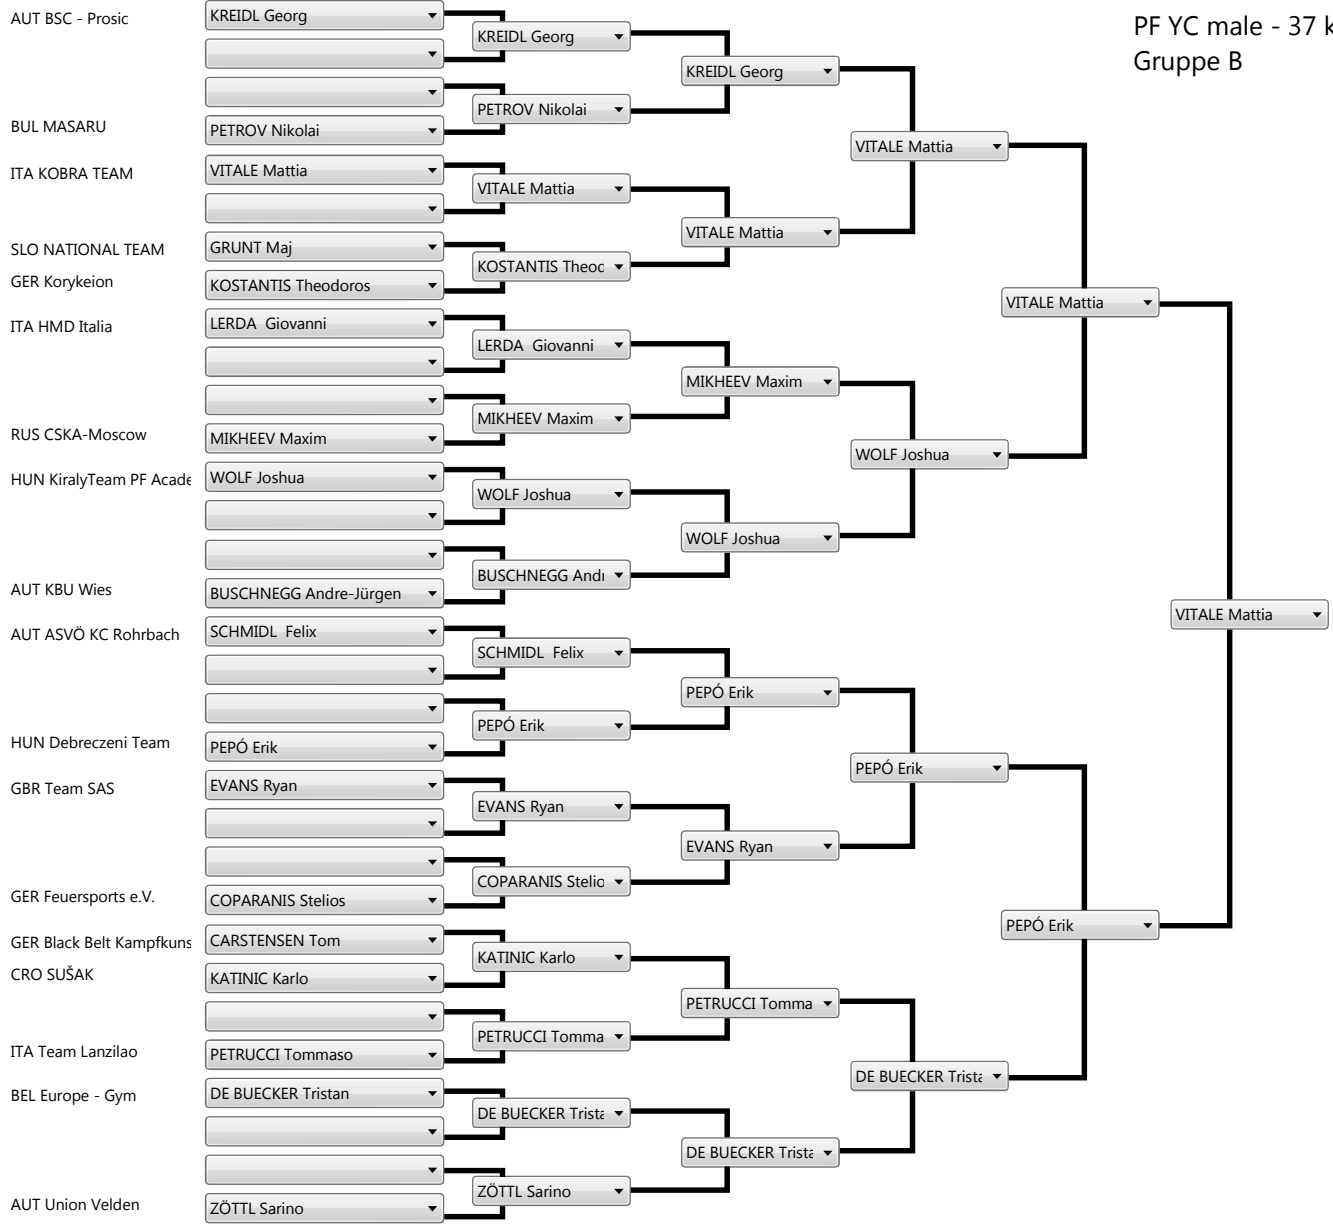 PF YC male - 37 k
Gruppe B
AUT BSC - Prosic
KREIDL Georg
BUL MASARU
PETROV Nikolai
ITA KOBRA TEAM
VITALE Mattia
SLO NATIONAL TEAM
GRUNT Maj
GER Korykeion
KOSTANTIS Theodoros
ITA HMD Italia
LERDA Giovanni
RUS CSKA-Moscow
MIKHEEV Maxim
HUN KiralyTeam PF Acade
WOLF Joshua
AUT KBU Wies
BUSCHNEGG Andre-Jürgen
AUT ASVÖ KC Rohrbach
SCHMIDL Felix
HUN Debreczeni Team
PEPÓ Erik
GBR Team SAS
EVANS Ryan
GER Feuersports e.V.
COPARANIS Stelios
GER Black Belt Kampfkuns
CARSTENSEN Tom
CRO SUŠAK
KATINIC Karlo
ITA Team Lanzilao
PETRUCCI Tommaso
BEL Europe - Gym
DE BUECKER Tristan
AUT Union Velden
ZÖTTL Sarino
KREIDL Georg
PETROV Nikolai
VITALE Mattia
KOSTANTIS Theod
LERDA Giovanni
MIKHEEV Maxim
WOLF Joshua
BUSCHNEGG Andr
SCHMIDL Felix
PEPÓ Erik
EVANS Ryan
COPARANIS Stelio
KATINIC Karlo
PETRUCCI Tomma
DE BUECKER Trista
ZÖTTL Sarino
KREIDL Georg
VITALE Mattia
MIKHEEV Maxim
WOLF Joshua
PEPÓ Erik
EVANS Ryan
PETRUCCI Tomma
DE BUECKER Trista
VITALE Mattia
WOLF Joshua
PEPÓ Erik
DE BUECKER Trista
VITALE Mattia
PEPÓ Erik
VITALE Mattia